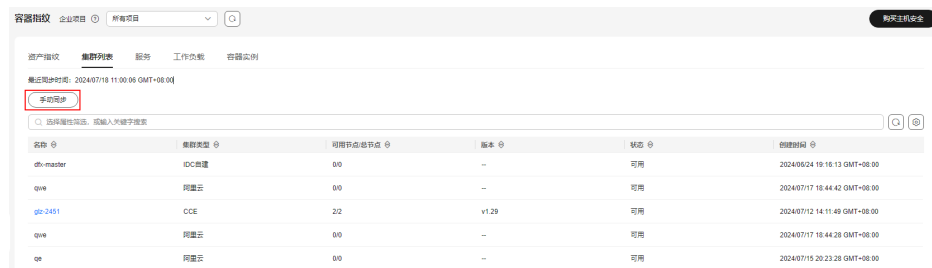 容器指纹 企业项目 ? 所有项目 购买主机安全
资产指纹 集群列表 服务 工作负载 容器实例
最近同步时间：2024/07/18 11:00:06 GMT+08:00
手动同步
选择属性筛选，或输入关键字搜索
名称 集群类型 可用节点/总节点 版本 状态 创建时间
dfx-master IDC自建 0/0 -- 可用 2024/06/24 19:16:13 GMT+08:00
qwe 阿里云 0/0 -- 可用 2024/07/17 18:44:42 GMT+08:00
glz-2451 CCE 2/2 v1.29 可用 2024/07/12 14:11:49 GMT+08:00
qwe 阿里云 0/0 -- 可用 2024/07/17 18:44:28 GMT+08:00
qe 阿里云 0/0 -- 可用 2024/07/15 20:23:28 GMT+08:00